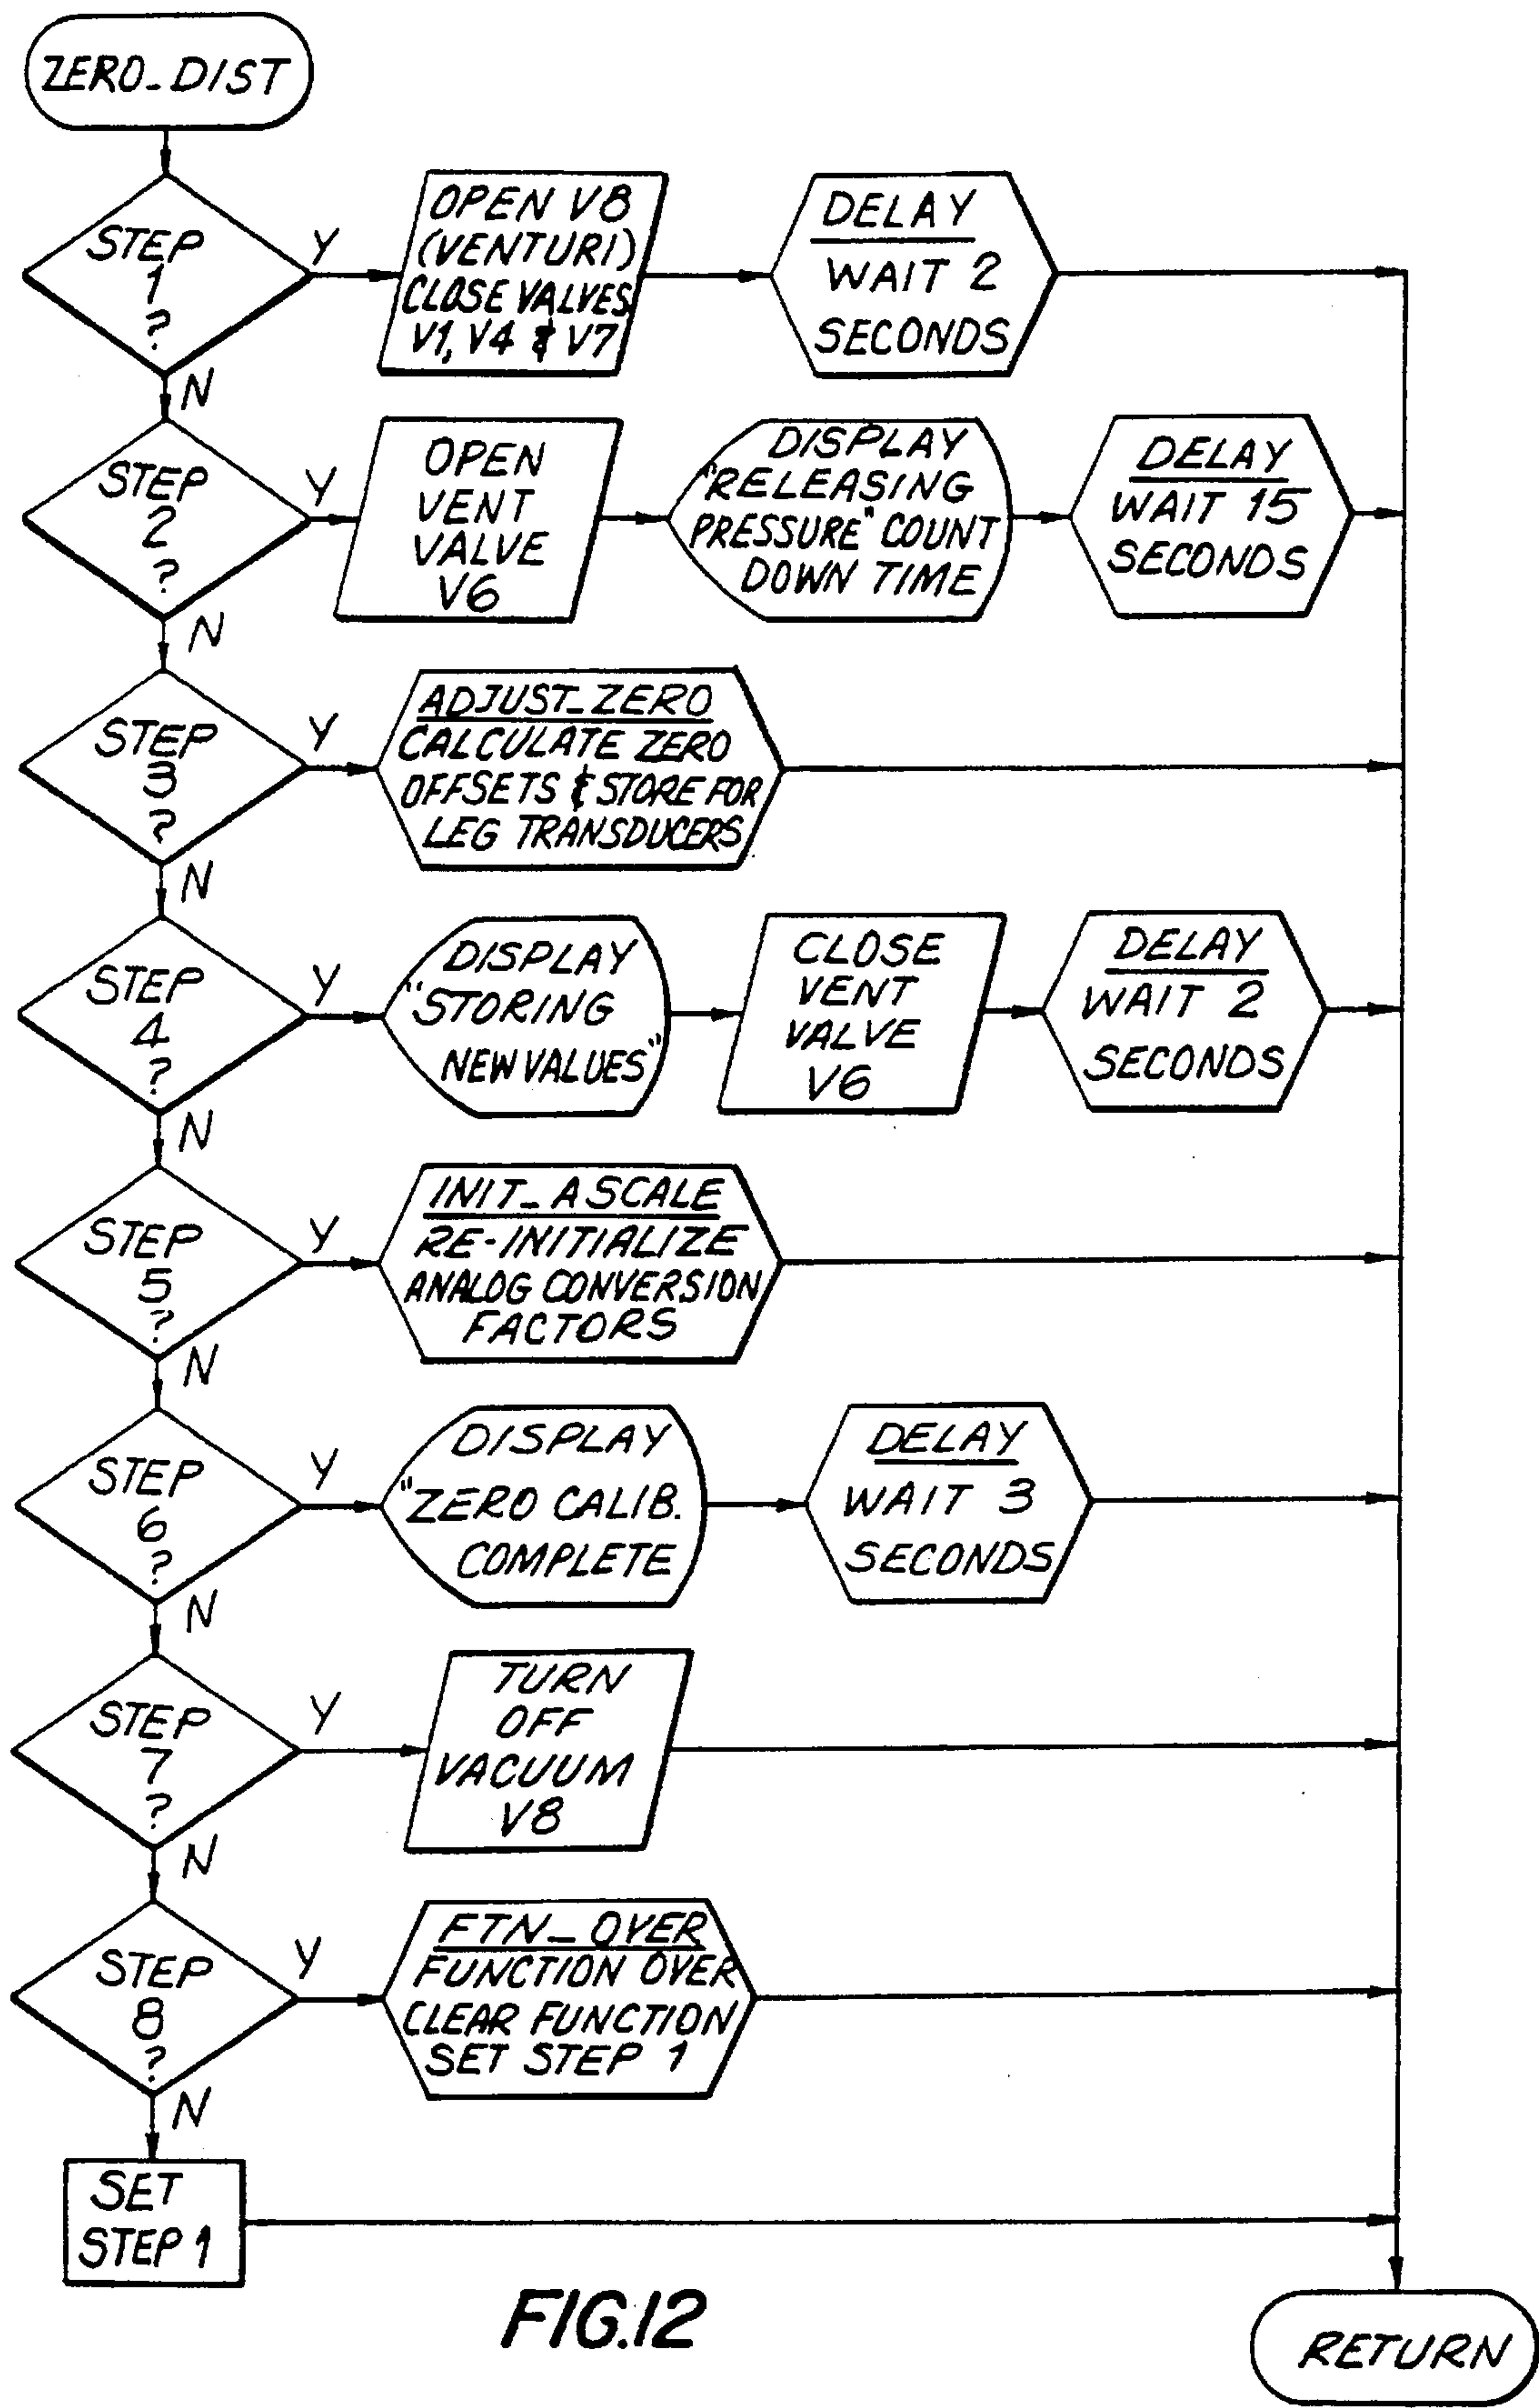 ZERO_DIST
STEP
1
?
Y
OPEN V8
(VENTURI)
CLOSE VALVES
V1, V4 & V7
DELAY
WAIT 2
SECONDS
N
STEP
2
?
Y
OPEN
VENT
VALVE
V6
DISPLAY
"RELEASING
PRESSURE" COUNT
DOWN TIME
DELAY
WAIT 15
SECONDS
N
STEP
3
?
Y
ADJUST_ZERO
CALCULATE ZERO
OFFSETS & STORE FOR
LEG TRANSDUCERS
N
STEP
4
?
Y
DISPLAY
"STORING
NEW VALUES"
CLOSE
VENT
VALVE
V6
DELAY
WAIT 2
SECONDS
N
STEP
5
?
Y
INIT_ASCALE
RE-INITIALIZE
ANALOG CONVERSION
FACTORS
N
STEP
6
?
Y
DISPLAY
"ZERO CALIB.
COMPLETE
DELAY
WAIT 3
SECONDS
N
STEP
7
?
Y
TURN
OFF
VACUUM
V8
N
STEP
8
?
Y
FTN_OVER
FUNCTION OVER
CLEAR FUNCTION
SET STEP 1
N
SET
STEP 1
FIG.12
RETURN